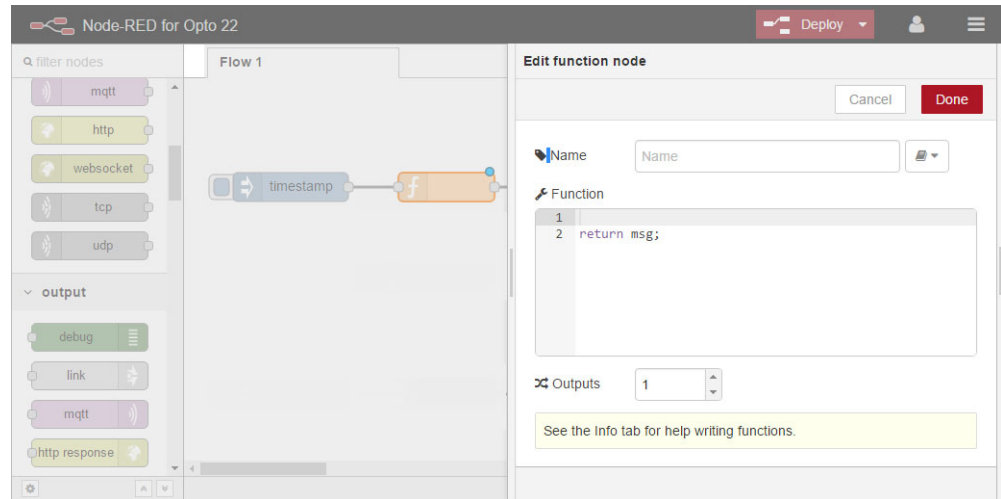 Node-RED for Opto 22
Deploy
filter nodes
mqtt
http
websocket
tcp
udp
output
debug
link
mqtt
http response
Flow 1
timestamp
f
Edit function node
Cancel
Done
Name
Name
Function
1
2 return msg;
Outputs
1
See the Info tab for help writing functions.